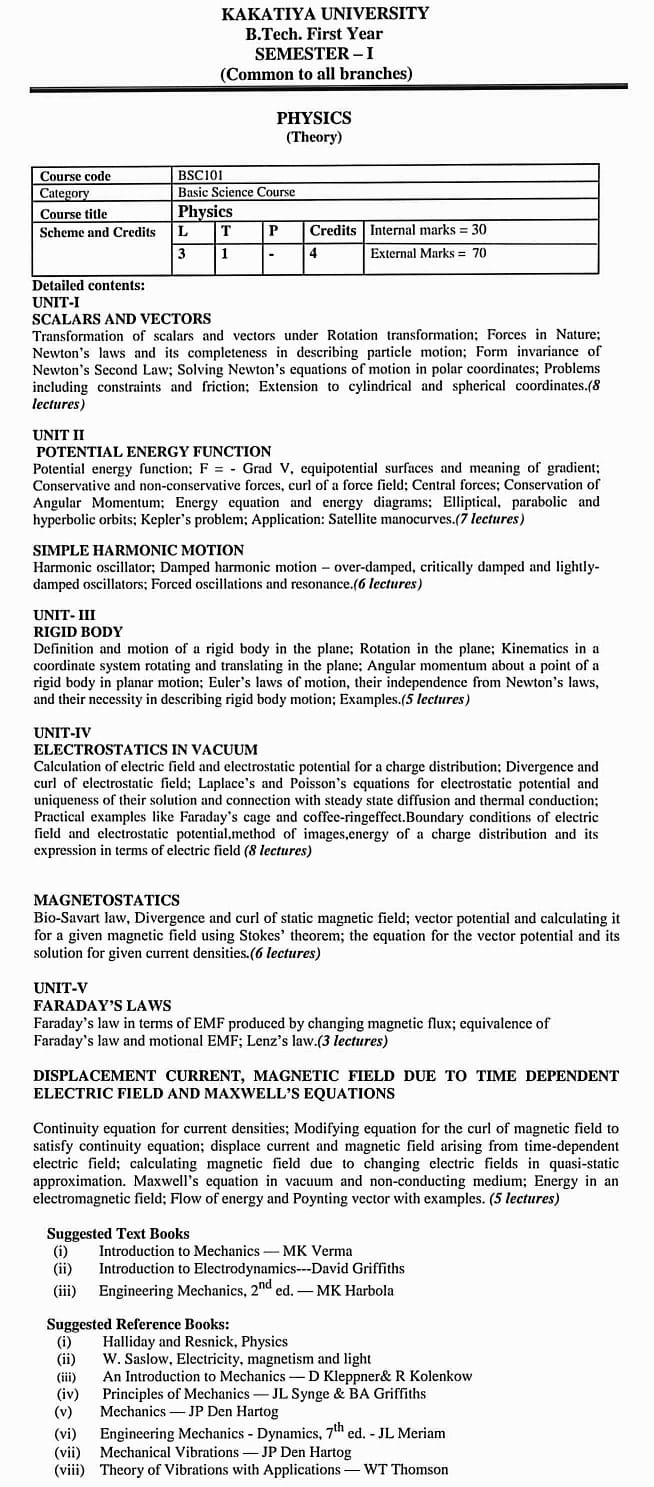 KAKATIYA UNIVERSITY
B.Tech. First Year
SEMESTER – I
(Common to all branches)
PHYSICS
(Theory)
Course code BSC101
Category Basic Science Course
Course title Physics
Scheme and Credits L T P Credits Internal marks = 30
3 1 - 4 External Marks = 70
Detailed contents:
UNIT-I
SCALARS AND VECTORS
Transformation of scalars and vectors under Rotation transformation; Forces in Nature;
Newton's laws and its completeness in describing particle motion; Form invariance of
Newton's Second Law; Solving Newton's equations of motion in polar coordinates; Problems
including constraints and friction; Extension to cylindrical and spherical coordinates.(8
lectures)
UNIT II
POTENTIAL ENERGY FUNCTION
Potential energy function; F = - Grad V, equipotential surfaces and meaning of gradient;
Conservative and non-conservative forces, curl of a force field; Central forces; Conservation of
Angular Momentum; Energy equation and energy diagrams; Elliptical, parabolic and
hyperbolic orbits; Kepler's problem; Application: Satellite manocurves.(7 lectures)
SIMPLE HARMONIC MOTION
Harmonic oscillator; Damped harmonic motion – over-damped, critically damped and lightly-
damped oscillators; Forced oscillations and resonance.(6 lectures)
UNIT- III
RIGID BODY
Definition and motion of a rigid body in the plane; Rotation in the plane; Kinematics in a
coordinate system rotating and translating in the plane; Angular momentum about a point of a
rigid body in planar motion; Euler's laws of motion, their independence from Newton's laws,
and their necessity in describing rigid body motion; Examples.(5 lectures)
UNIT-IV
ELECTROSTATICS IN VACUUM
Calculation of electric field and electrostatic potential for a charge distribution; Divergence and
curl of electrostatic field; Laplace's and Poisson's equations for electrostatic potential and
uniqueness of their solution and connection with steady state diffusion and thermal conduction;
Practical examples like Faraday's cage and coffee-ringeffect.Boundary conditions of electric
field and electrostatic potential,method of images,energy of a charge distribution and its
expression in terms of electric field (8 lectures)
MAGNETOSTATICS
Bio-Savart law, Divergence and curl of static magnetic field; vector potential and calculating it
for a given magnetic field using Stokes' theorem; the equation for the vector potential and its
solution for given current densities.(6 lectures)
UNIT-V
FARADAY'S LAWS
Faraday's law in terms of EMF produced by changing magnetic flux; equivalence of
Faraday's law and motional EMF; Lenz's law.(3 lectures)
DISPLACEMENT CURRENT, MAGNETIC FIELD DUE TO TIME DEPENDENT
ELECTRIC FIELD AND MAXWELL'S EQUATIONS
Continuity equation for current densities; Modifying equation for the curl of magnetic field to
satisfy continuity equation; displace current and magnetic field arising from time-dependent
electric field; calculating magnetic field due to changing electric fields in quasi-static
approximation. Maxwell's equation in vacuum and non-conducting medium; Energy in an
electromagnetic field; Flow of energy and Poynting vector with examples. (5 lectures)
Suggested Text Books
(i) Introduction to Mechanics — MK Verma
(ii) Introduction to Electrodynamics---David Griffiths
(iii) Engineering Mechanics, 2nd ed. — MK Harbola
Suggested Reference Books:
(i) Halliday and Resnick, Physics
(ii) W. Saslow, Electricity, magnetism and light
(iii) An Introduction to Mechanics — D Kleppner& R Kolenkow
(iv) Principles of Mechanics — JL Synge & BA Griffiths
(v) Mechanics — JP Den Hartog
(vi) Engineering Mechanics - Dynamics, 7th ed. - JL Meriam
(vii) Mechanical Vibrations — JP Den Hartog
(viii) Theory of Vibrations with Applications — WT Thomson